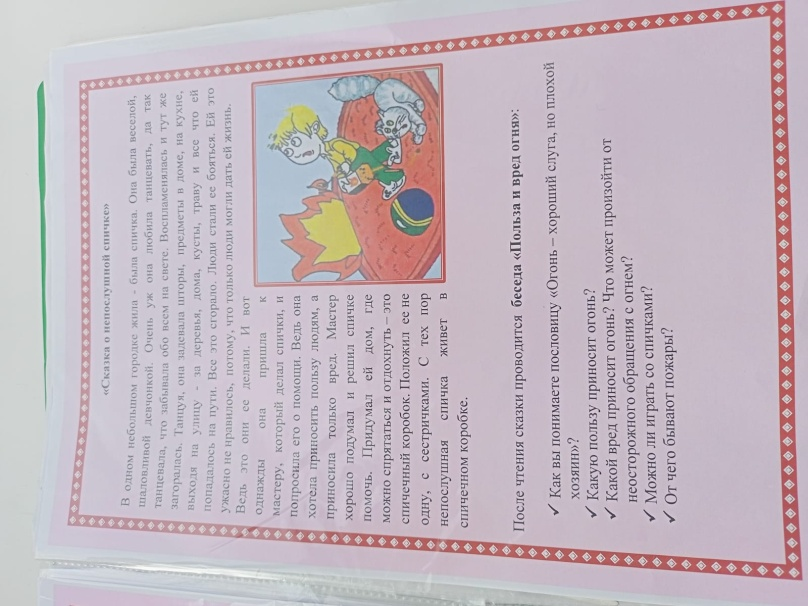 «Сказка о непослушной спичке»
В одном небольшом городке жила - была спичка. Она была веселой,
шаловливой девчонкой. Очень уж она любила танцевать, да так
танцевала, что забывала обо всем на свете. Воспламенялась и тут же
загоралась. Танцуя, она задевала шторы, предметы в доме, на кухне,
выходя на улицу - за деревья, дома, кусты, траву и все что ей
попадалось на пути. Все это сгорало. Люди стали ее бояться. Ей это
ужасно не нравилось, потому, что только люди могли дать ей жизнь.
Ведь это они ее делали. И вот
однажды она пришла к
мастеру, который делал спички, и
попросила его о помощи. Ведь она
хотела приносить пользу людям, а
приносила только вред. Мастер
хорошо подумал и решил спичке
помочь. Придумал ей дом, где
можно спрятаться и отдохнуть – это
спичечный коробок. Положил ее не
одну, с сестричками. С тех пор
непослушная спичка живет в
спичечном коробке.
После чтения сказки проводится беседа «Польза и вред огня»:
✓ Как вы понимаете пословицу «Огонь – хороший слуга, но плохой
хозяин»?
✓ Какую пользу приносит огонь?
✓ Какой вред приносит огонь? Что может произойти от
неосторожного обращения с огнем?
✓ Можно ли играть со спичками?
✓ От чего бывают пожары?